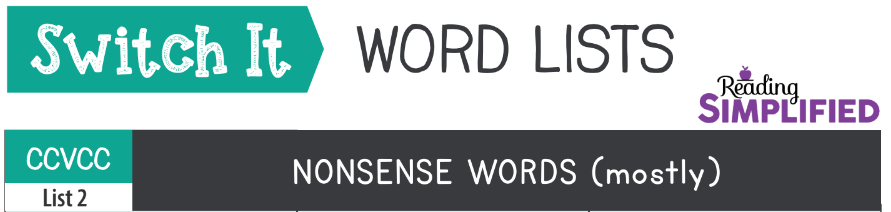 Switch It WORD LISTS
Reading
SIMPLIFIED
CCVCC
List 2
NONSENSE WORDS (mostly)